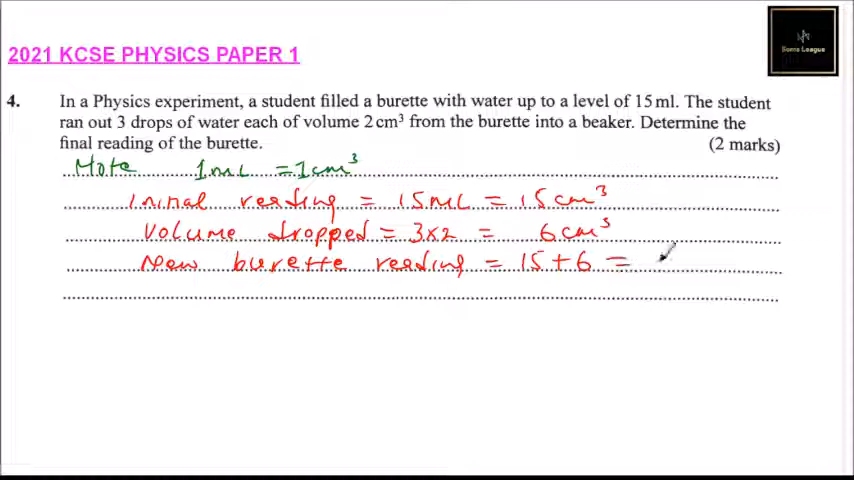 Soma League
2021 KCSE PHYSICS PAPER 1
4. In a Physics experiment, a student filled a burette with water up to a level of 15 ml. The student
ran out 3 drops of water each of volume 2 cm³ from the burette into a beaker. Determine the
final reading of the burette. (2 marks)
Note 1mL = 1cm³
Initial reading = 15mL = 15cm³
Volume dropped = 3x2 = 6cm³
New burette reading = 15+6 =